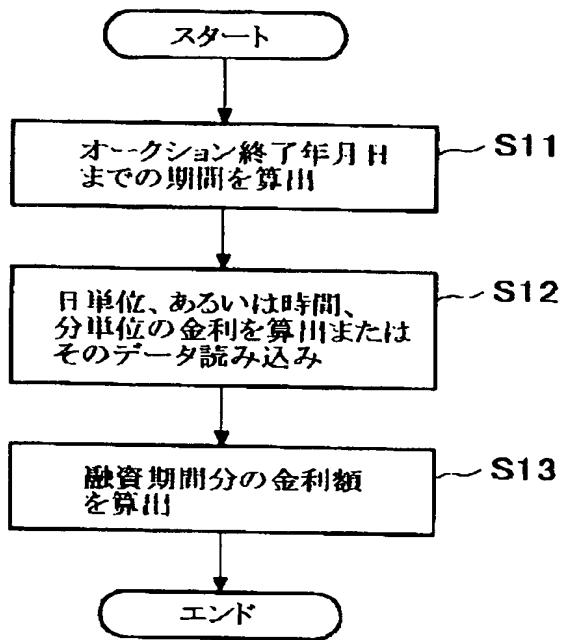 スタート
オークション終了年月日
までの期間を算出
S11
日単位、あるいは時間、
分単位の金利を算出または
そのデータ読み込み
S12
融資期間分の金利額
を算出
S13
エンド